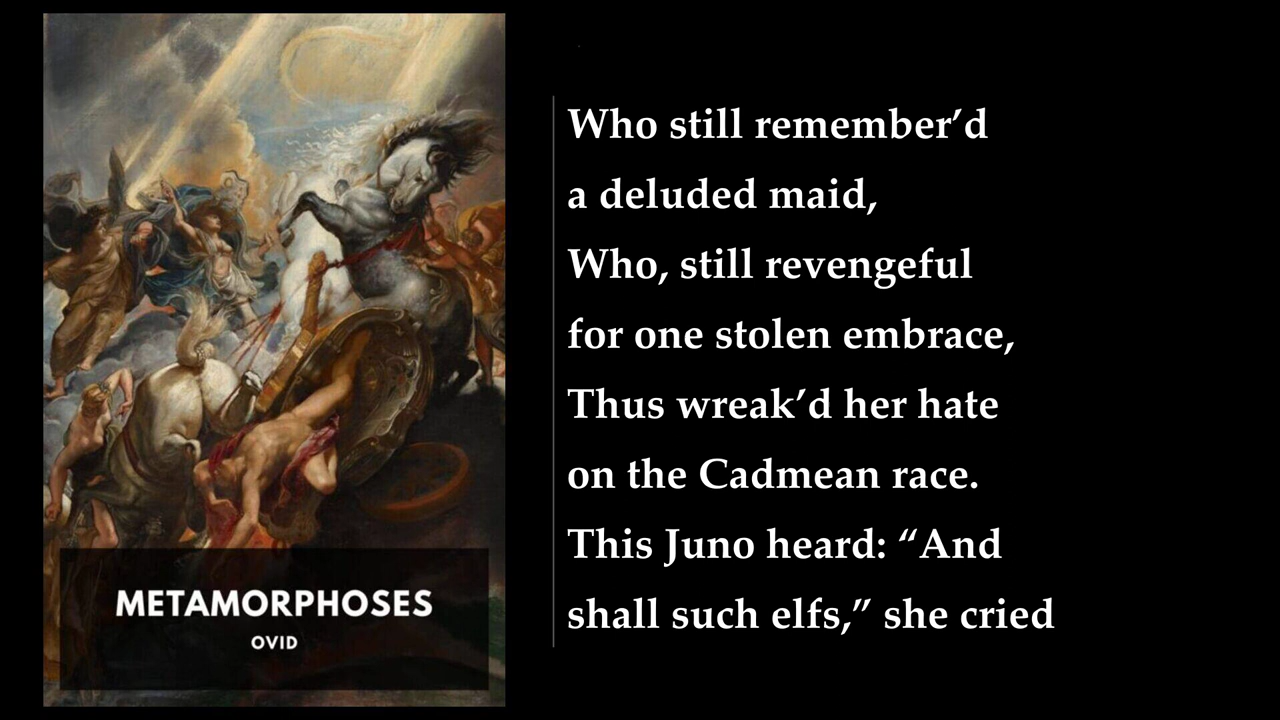 METAMORPHOSES
OVID
Who still remember’d
a deluded maid,
Who, still revengeful
for one stolen embrace,
Thus wreak’d her hate
on the Cadmean race.
This Juno heard: “And
shall such elfs,” she cried